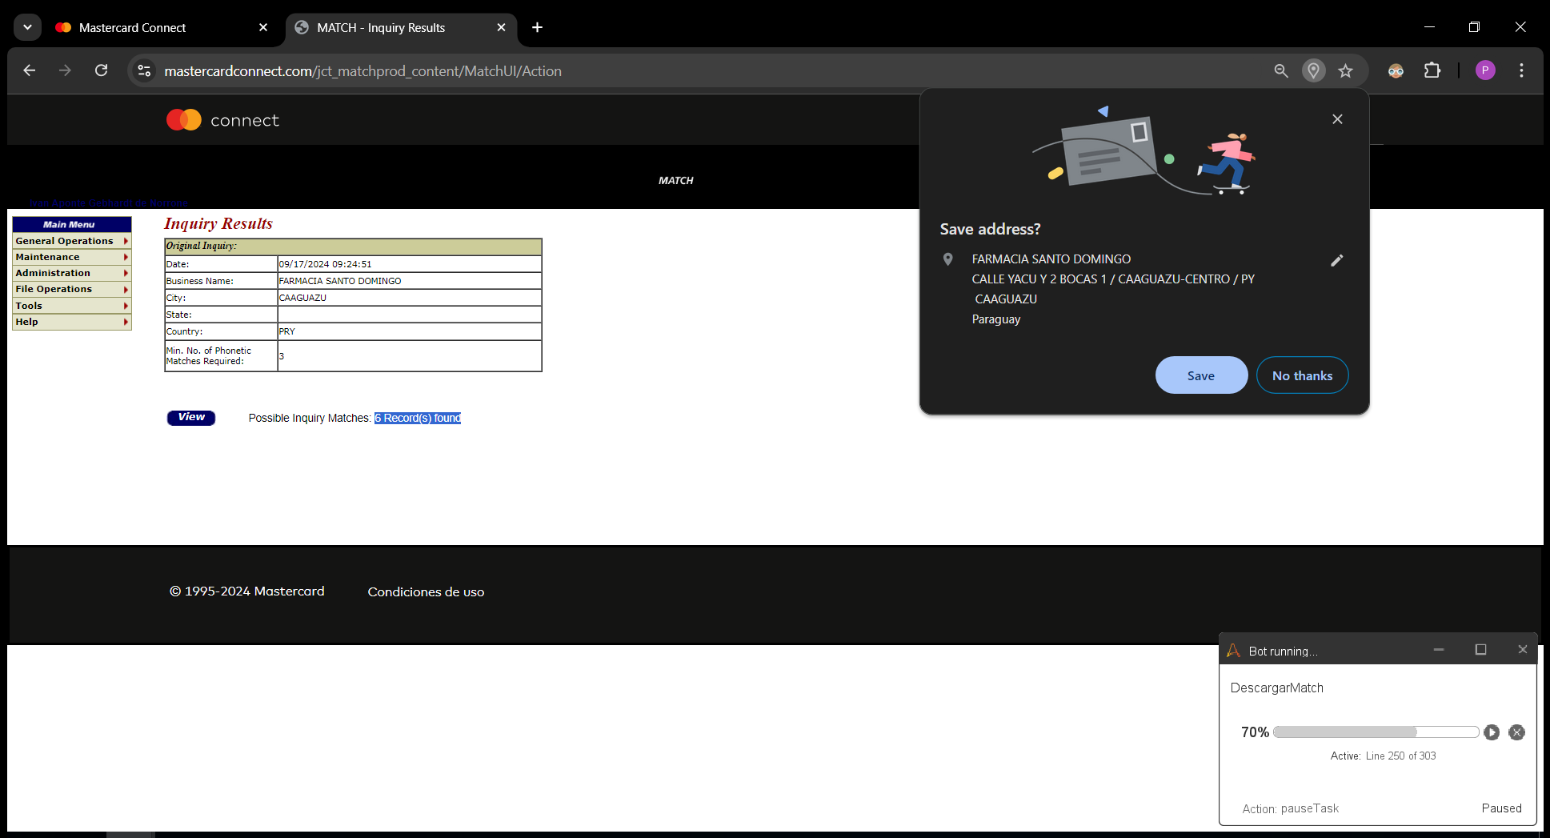 Mastercard Connect
MATCH - Inquiry Results
mastercardconnect.com/jct_matchprod_content/MatchUI/Action
P
connect
MATCH
Main Menu
General Operations
Maintenance
Administration
File Operations
Tools
Help
Inquiry Results
Original Inquiry:
Date: 09/17/2024 09:24:51
Business Name: FARMACIA SANTO DOMINGO
City: CAAGUAZU
State:
Country: PRY
Min. No. of Phonetic
Matches Required: 3
View Possible Inquiry Matches: 6 Record(s) found
Save address?
FARMACIA SANTO DOMINGO
CALLE YACU Y 2 BOCAS 1 / CAAGUAZU-CENTRO / PY
CAAGUAZU
Paraguay
Save No thanks
© 1995-2024 Mastercard Condiciones de uso
Bot running...
DescargarMatch
70%
Active: Line 250 of 303
Action: pauseTask Paused